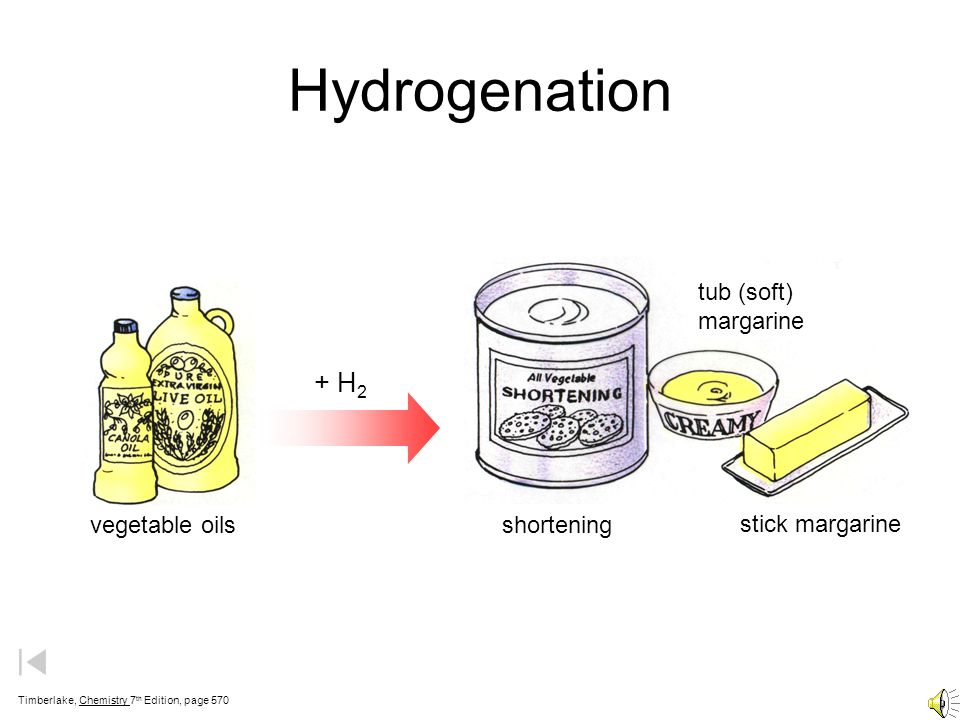 Hydrogenation
tub (soft)
margarine
+ H₂
PURE
EXTRA VIRGIN
LIVE OIL
CANOLA
OIL
All Vegetable
SHORTENING
CREAMY
vegetable oils
shortening
stick margarine
Timberlake, Chemistry 7th Edition, page 570